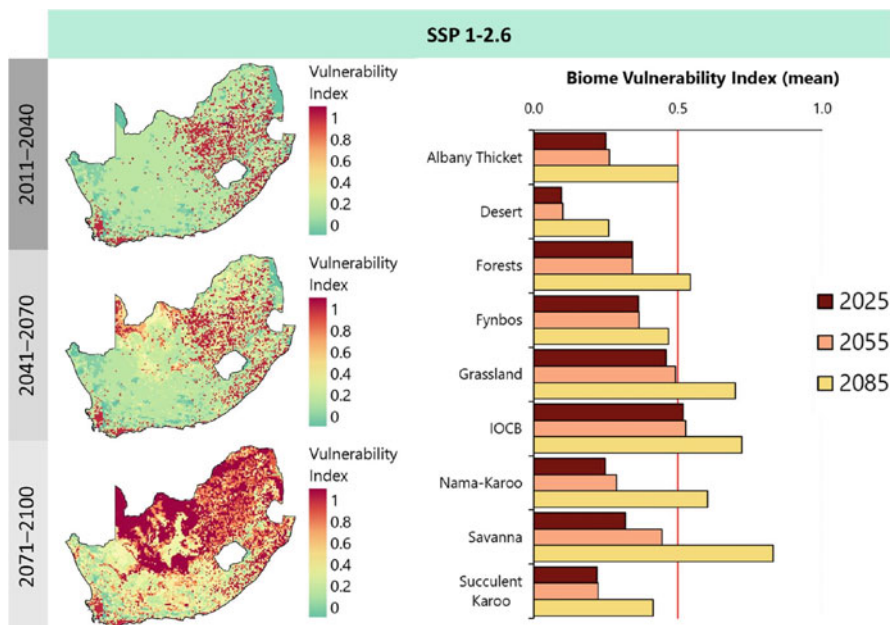 SSP 1-2.6
2011–2040
Vulnerability
Index
1
0.8
0.6
0.4
0.2
0
2041–2070
Vulnerability
Index
1
0.8
0.6
0.4
0.2
0
2071–2100
Vulnerability
Index
1
0.8
0.6
0.4
0.2
0
Biome Vulnerability Index (mean)
0.0 0.5 1.0
Albany Thicket
Desert
Forests
Fynbos
Grassland
IOCB
Nama-Karoo
Savanna
Succulent
Karoo
2025
2055
2085